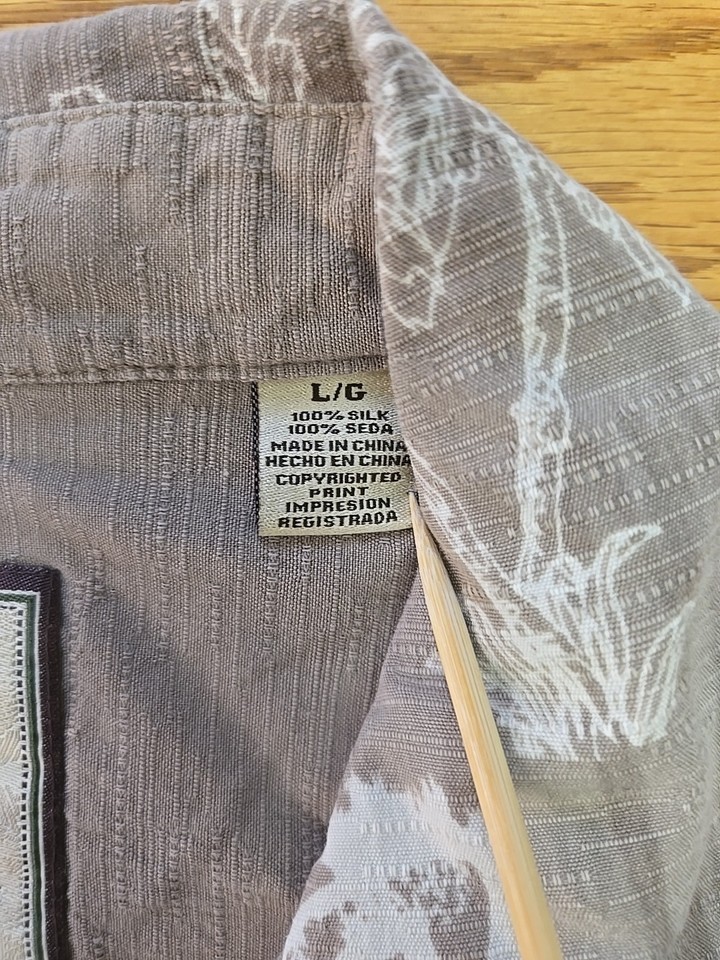 L/G
100% SILK
100% SEDA
MADE IN CHINA
HECHO EN CHINA
COPYRIGHTED
PRINT
IMPRESION
REGISTRADA